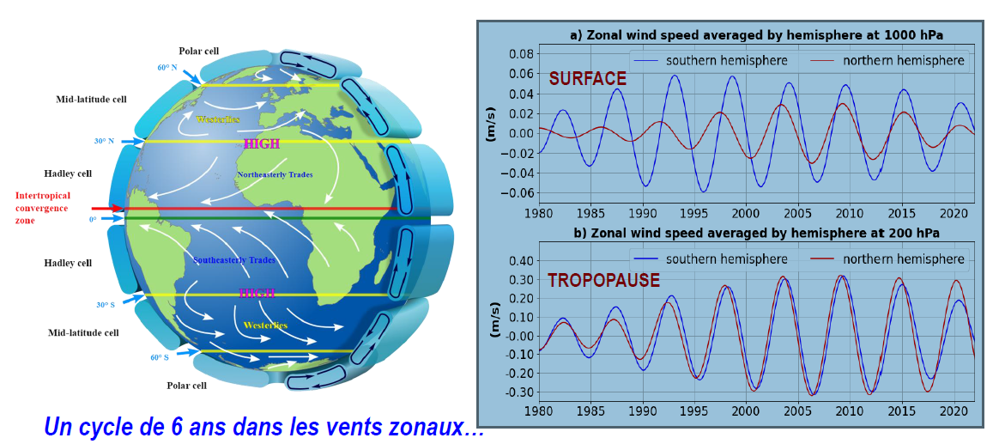 Polar cell
60° N
Mid-latitude cell
Westerlies
30° N
HIGH
Hadley cell
Northeasterly Trades
Intertropical
convergence
zone
0°
Hadley cell
Southeasterly Trades
HIGH
30° S
Westerlies
Mid-latitude cell
60° S
Polar cell
Un cycle de 6 ans dans les vents zonaux…
a) Zonal wind speed averaged by hemisphere at 1000 hPa
southern hemisphere
northern hemisphere
SURFACE
(m/s)
0.08
0.06
0.04
0.02
0.00
−0.02
−0.04
−0.06
1980 1985 1990 1995 2000 2005 2010 2015 2020
b) Zonal wind speed averaged by hemisphere at 200 hPa
southern hemisphere
northern hemisphere
TROPOPAUSE
(m/s)
0.40
0.30
0.20
0.10
-0.00
-0.10
-0.20
-0.30
1980 1985 1990 1995 2000 2005 2010 2015 2020